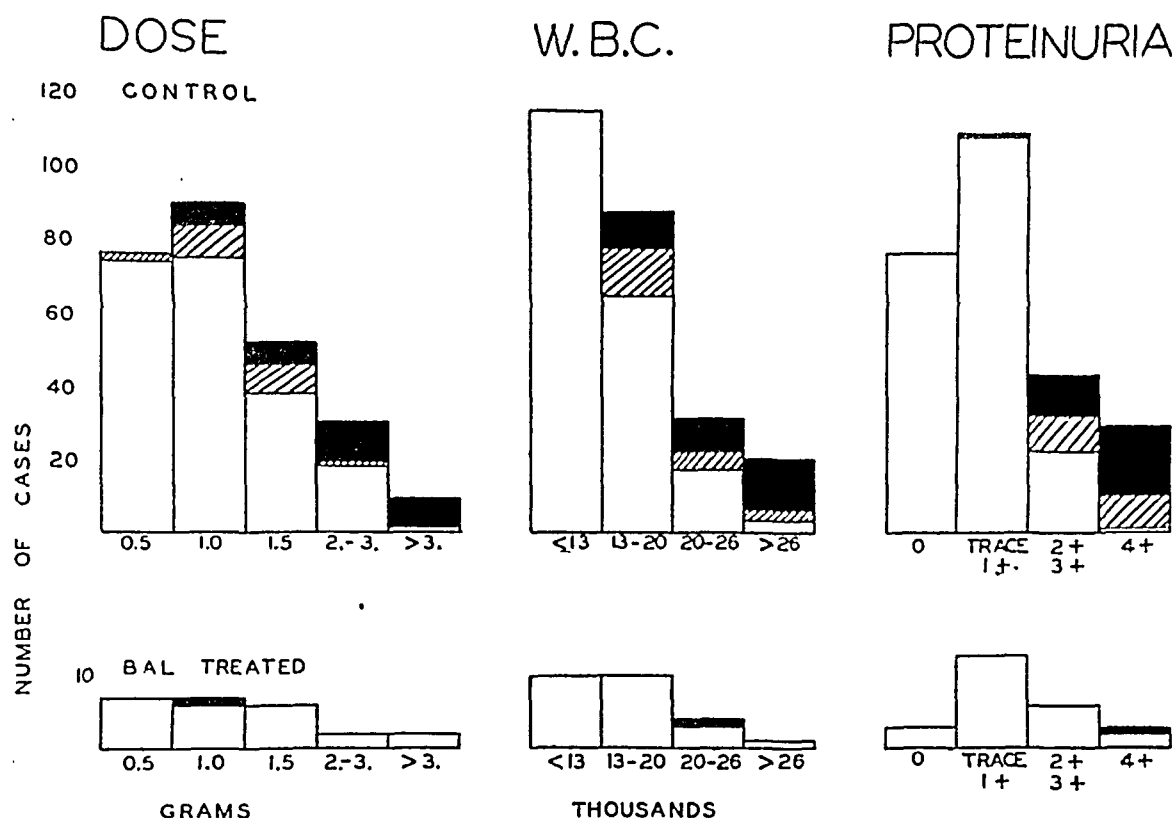 DOSE
W.B.C.
PROTEINURIA
NUMBER OF CASES
CONTROL
120
100
80
60
40
20
0.5 1.0 1.5 2.-3. >3.
<13 13-20 20-26 >26
0 TRACE 2+ 4+
1+. 3+
BAL TREATED
10
0.5 1.0 1.5 2.-3. >3.
<13 13-20 20-26 >26
0 TRACE 2+ 4+
1+ 3+
GRAMS
THOUSANDS